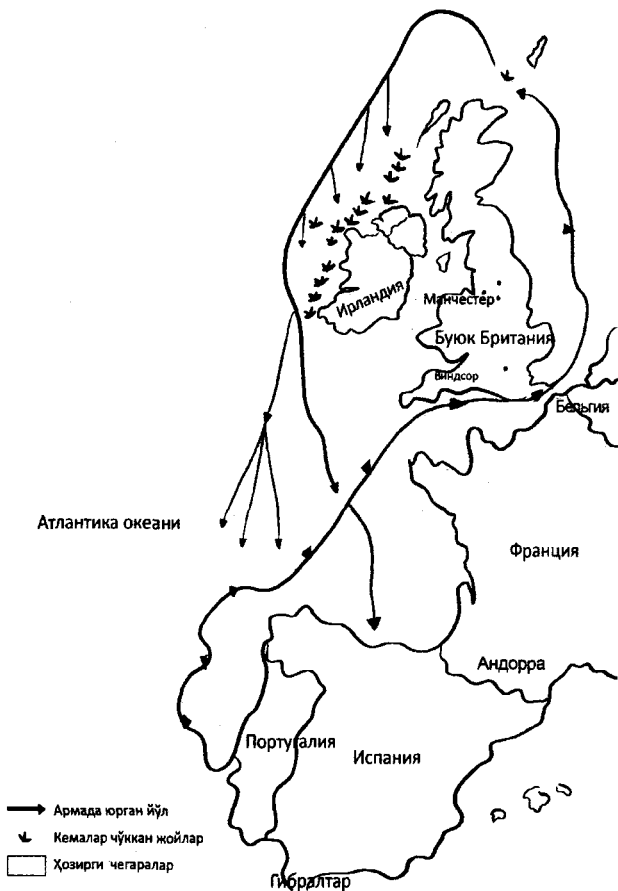 Ирландия
Манчестер
Буюк Британия
Виндсор
Бельгия
Атлантика океани
Франция
Андорра
Португалия
Испания
Армада юрган йўл
Кемалар чўккан жойлар
Ҳозирги чегаралар
Гибралтар